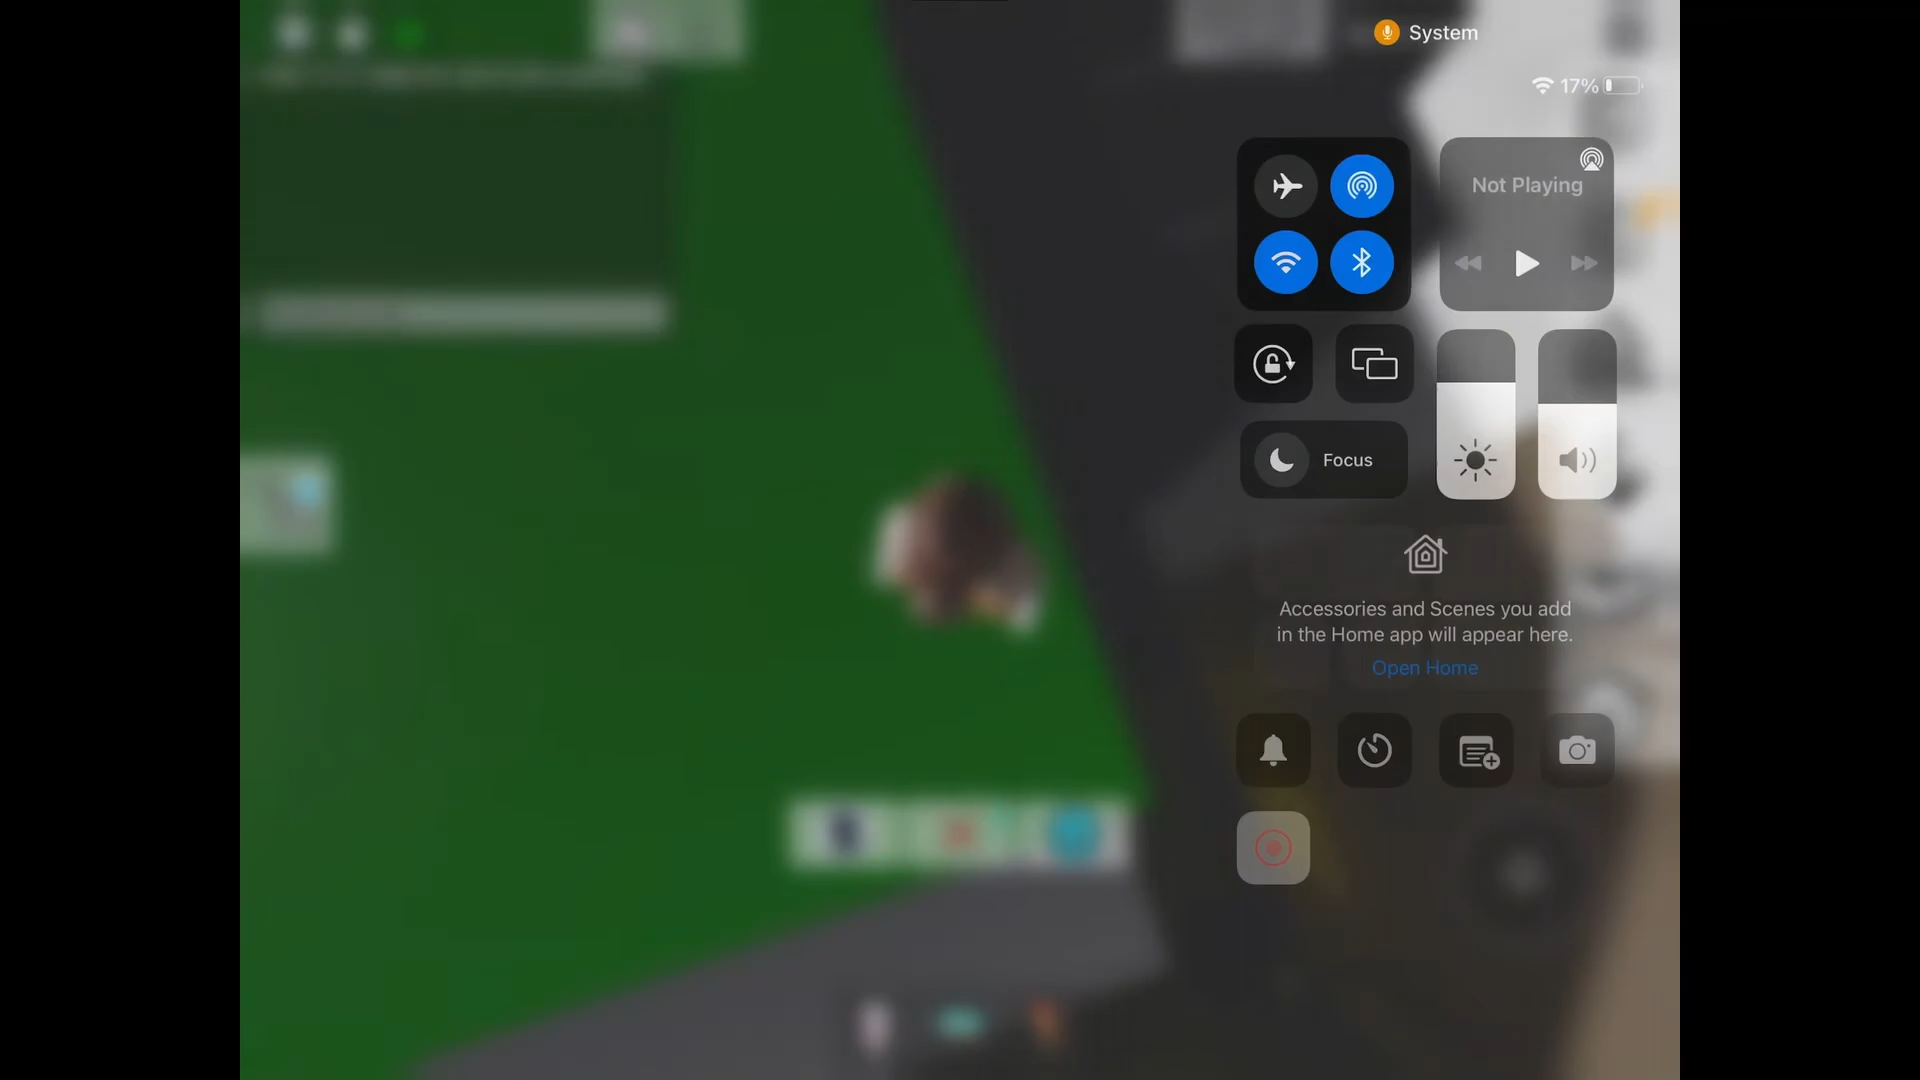 System
17%
Not Playing
Focus
Accessories and Scenes you add
in the Home app will appear here.
Open Home